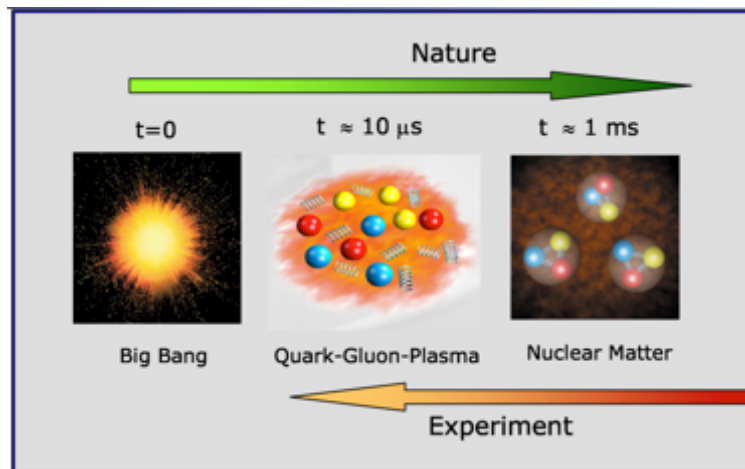 Nature
t=0
t ≈ 10 μs
t ≈ 1 ms
Big Bang
Quark-Gluon-Plasma
Nuclear Matter
Experiment